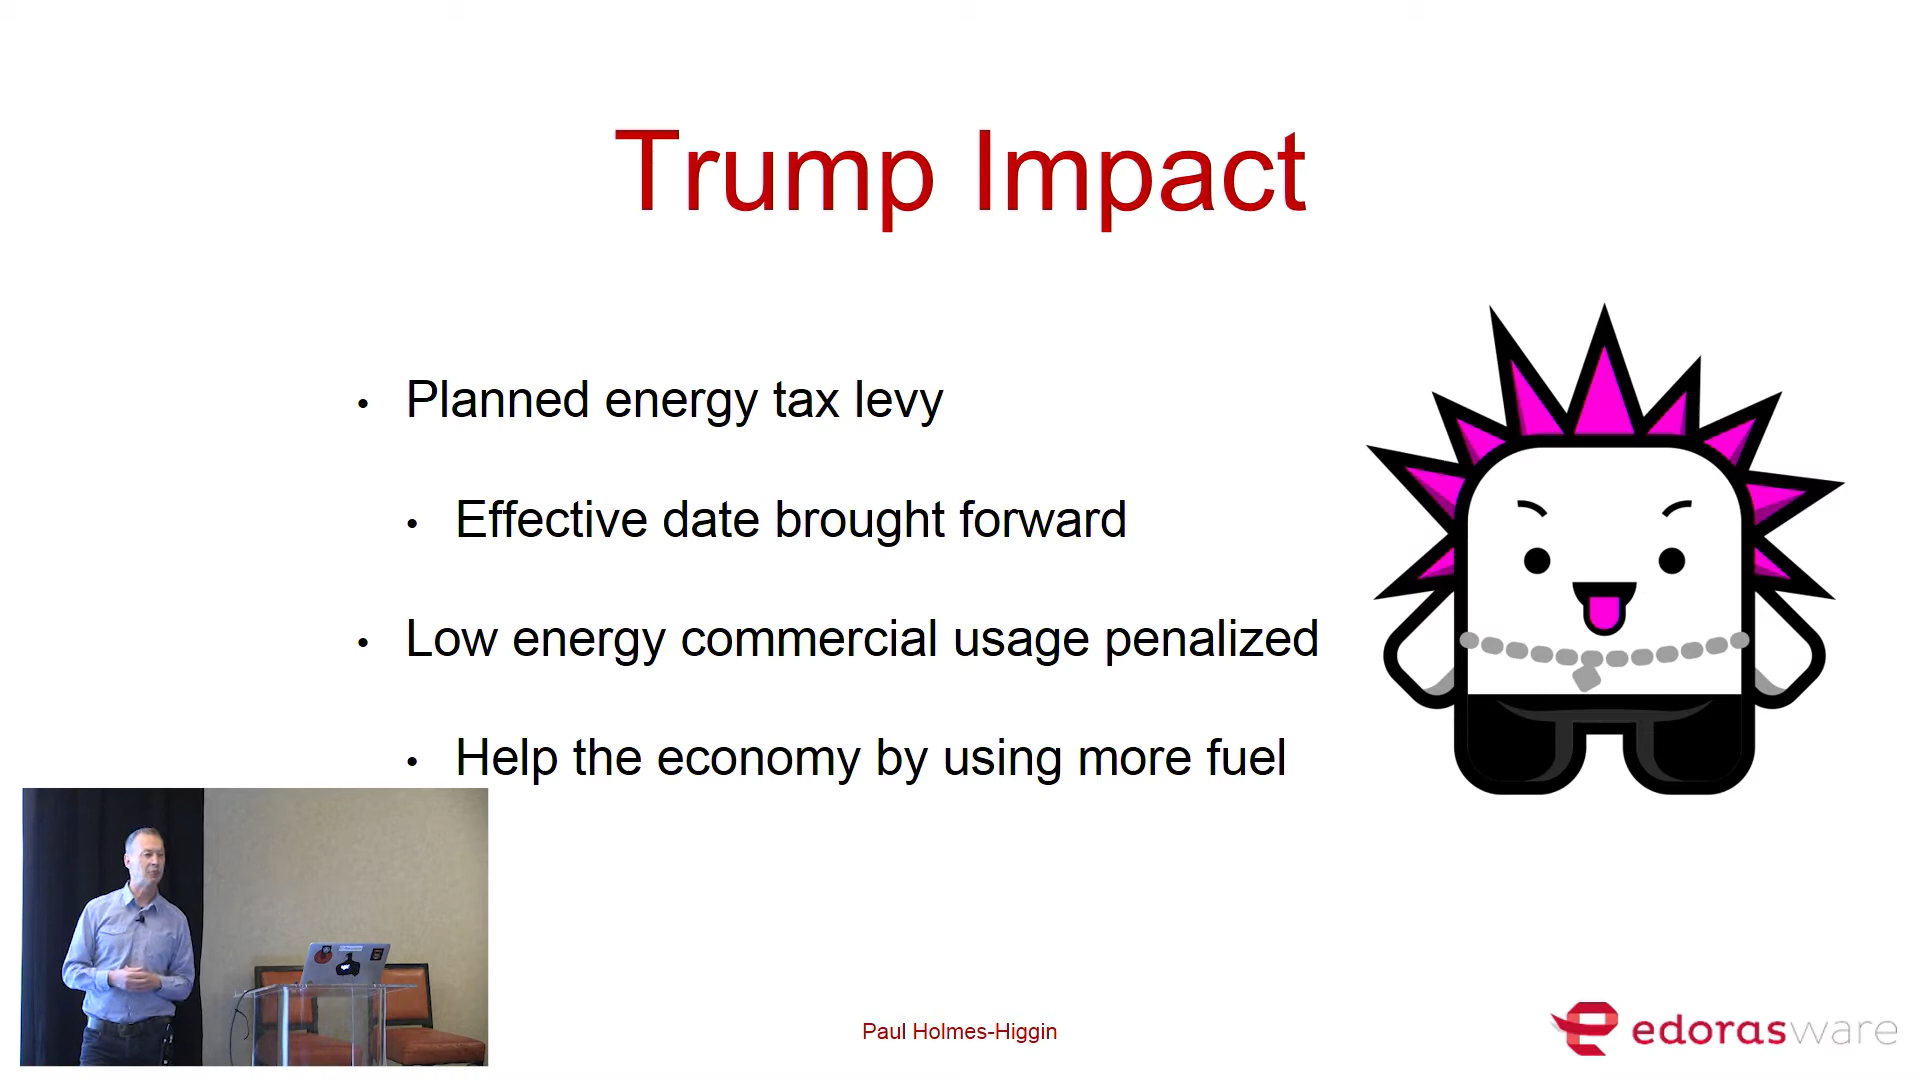 Trump Impact
• Planned energy tax levy
• Effective date brought forward
• Low energy commercial usage penalized
• Help the economy by using more fuel
Paul Holmes-Higgin
edorasware